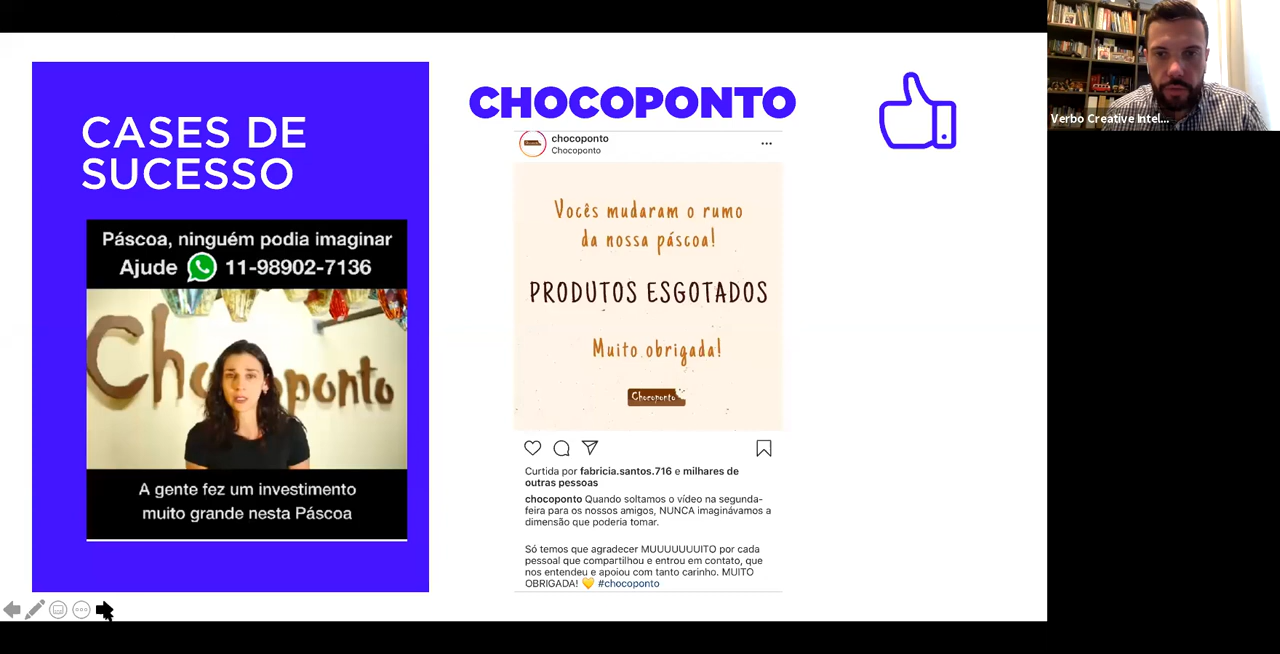 CASES DE
SUCESSO
Páscoa, ninguém podia imaginar
Ajude 11-98902-7136
Chocoponto
A gente fez um investimento
muito grande nesta Páscoa
CHOCOPONTO
chocoponto
Chocoponto
Vocês mudaram o rumo
da nossa páscoa!
PRODUTOS ESGOTADOS
Muito obrigada!
Chocoponto
Curtida por fabricia.santos.716 e milhares de
outras pessoas
chocoponto Quando soltamos o vídeo na segunda-
feira para os nossos amigos, NUNCA imaginávamos a
dimensão que poderia tomar.
Só temos que agradecer MUUUUUUUITO por cada
pessoal que compartilhou e entrou em contato, que
nos entendeu e apoiou com tanto carinho. MUITO
OBRIGADA! 💛 #chocoponto
Verbo Creative Intel...